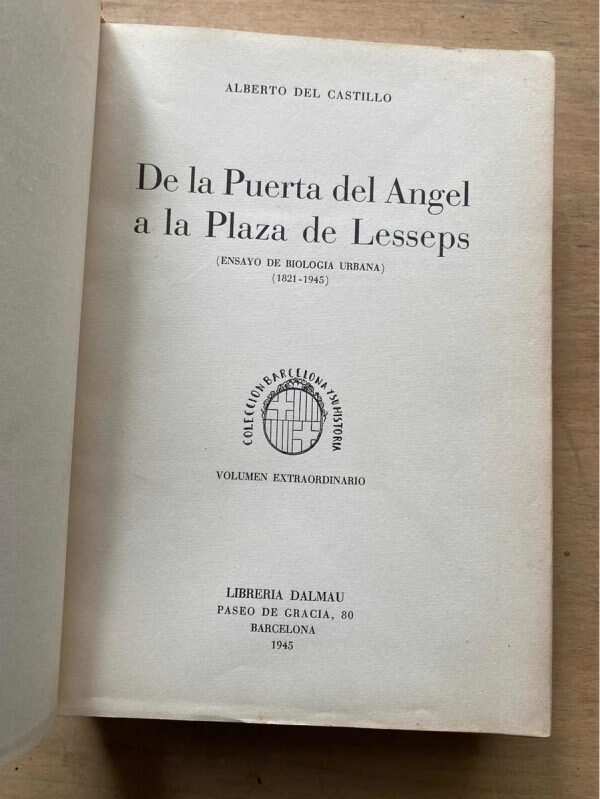 ALBERTO DEL CASTILLO
De la Puerta del Angel
a la Plaza de Lesseps
(ENSAYO DE BIOLOGIA URBANA)
(1821-1945)
COLECCION BARCELONA Y SU HISTORIA
VOLUMEN EXTRAORDINARIO
LIBRERIA DALMAU
PASEO DE GRACIA, 80
BARCELONA
1945